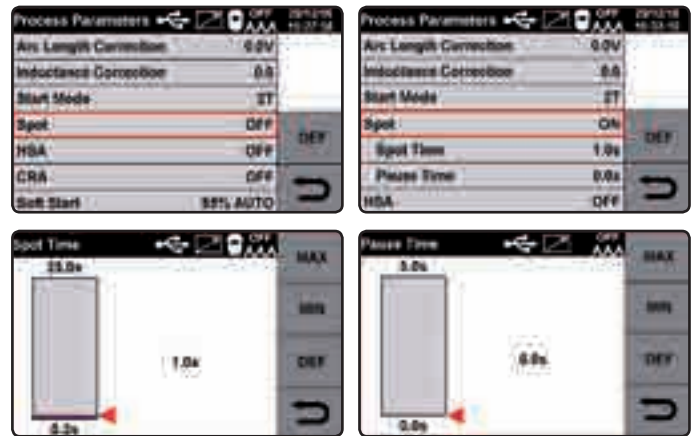 Process Parameters OFF
Arc Length Correction 0.0V
Inductance Correction 0.0
Start Mode 2T
Spot OFF
HSA OFF
CRA OFF
Soft Start AUTO
DEF
Process Parameters OFF
Arc Length Correction 0.0V
Inductance Correction 0.0
Start Mode 2T
Spot ON
Spot Time 1.0s
Pause Time 0.0s
HSA OFF
DEF
Spot Time OFF
25.0s
1.0s
MAX
MIN
DEF
Pause Time OFF
5.0s
0.0s
0.0s
MAX
MIN
DEF